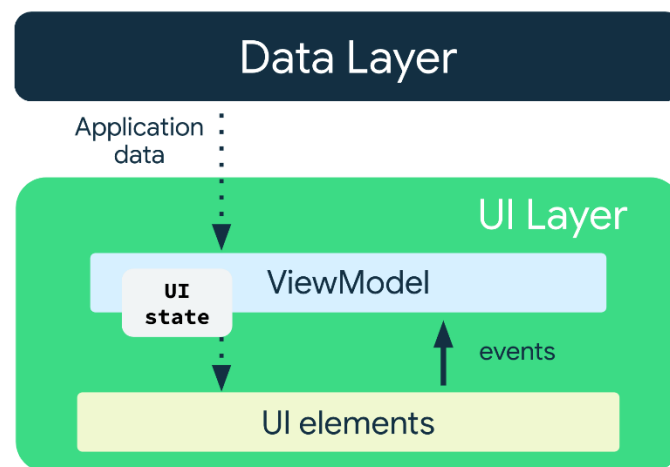 Data Layer
Application
data
UI Layer
ViewModel
UI
state
events
UI elements